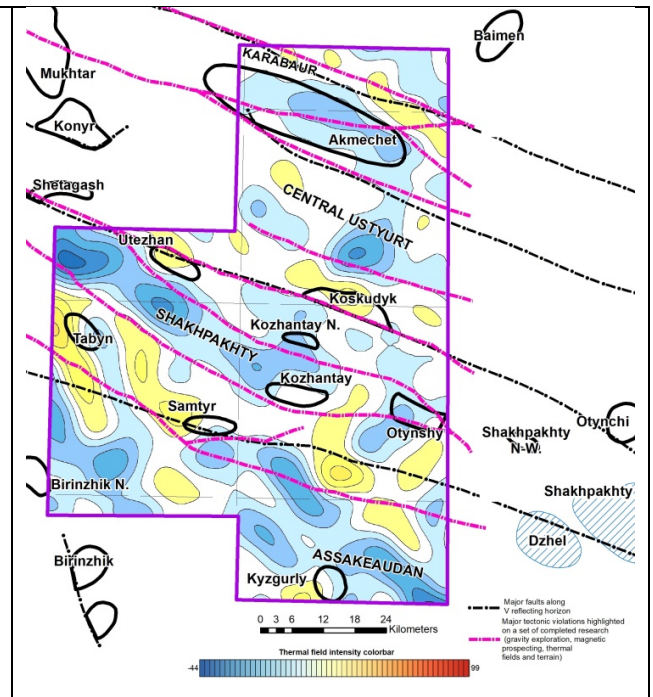 Baimen
KARABAUR
Mukhtar
Konyr
Akmechet
Shetagash
CENTRAL USTYURT
Utezhan
Koskudyk
SHAKHPAKHTY
Kozhantay N.
Tabyn
Kozhantay
Samtyr
Otynshy
Shakhpakhty
N-W.
Otynchi
Birinzhik N.
Shakhpakhty
Dzhel
Birinzhik
ASSAKEAUDAN
Kyzgurly
Major faults along
V reflecting horizon
Major tectonic violations highlighted
on a set of completed research
(gravity exploration, magnetic
prospecting, thermal
fields and terrain)
0 3 6 12 18 24
Kilometers
Thermal field intensity colorbar
-44 99